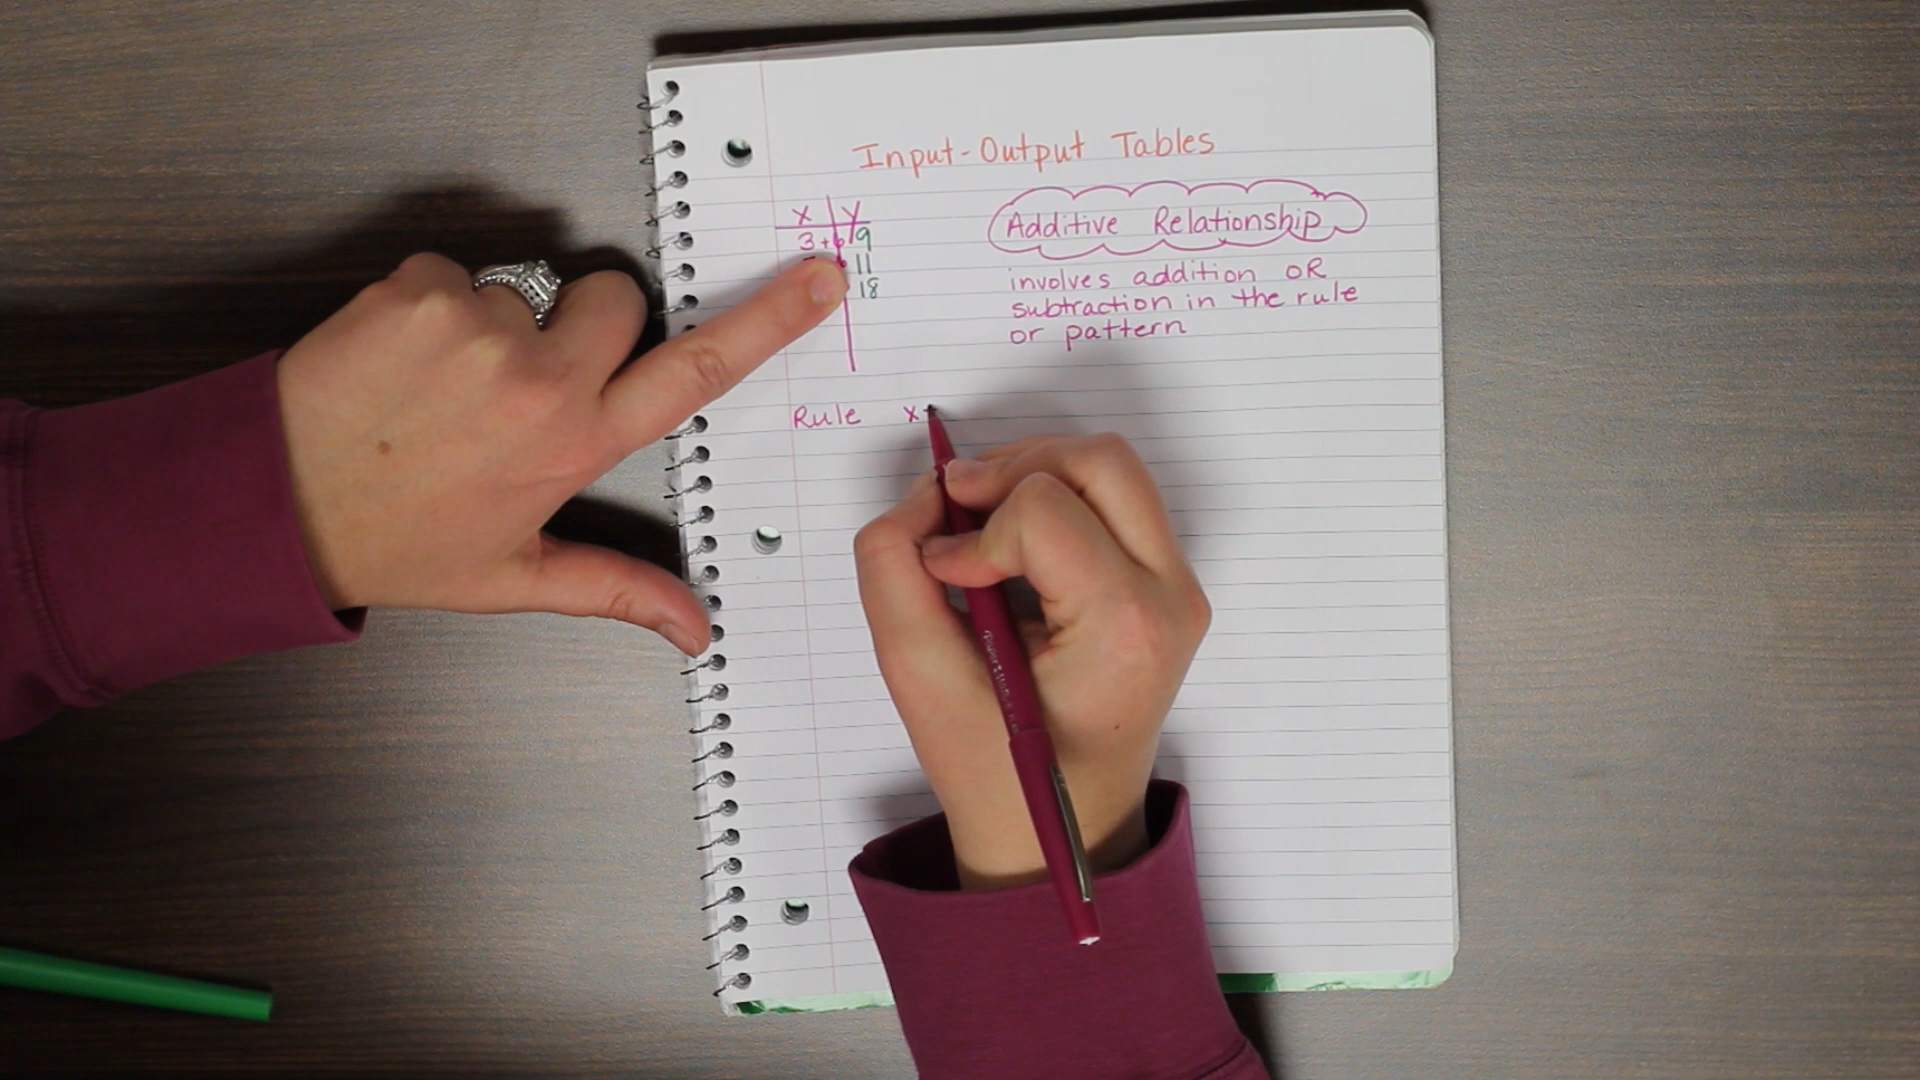 Input-Output Tables
x y
3 +6 9
11
18
Additive Relationship
involves addition OR
subtraction in the rule
or pattern
Rule x+